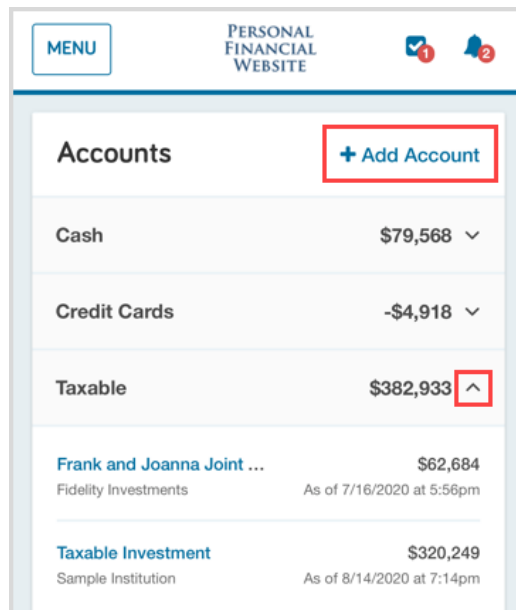 MENU
PERSONAL
FINANCIAL
WEBSITE
1
2
Accounts
+ Add Account
Cash $79,568
Credit Cards -$4,918
Taxable $382,933
Frank and Joanna Joint ... $62,684
Fidelity Investments As of 7/16/2020 at 5:56pm
Taxable Investment $320,249
Sample Institution As of 8/14/2020 at 7:14pm